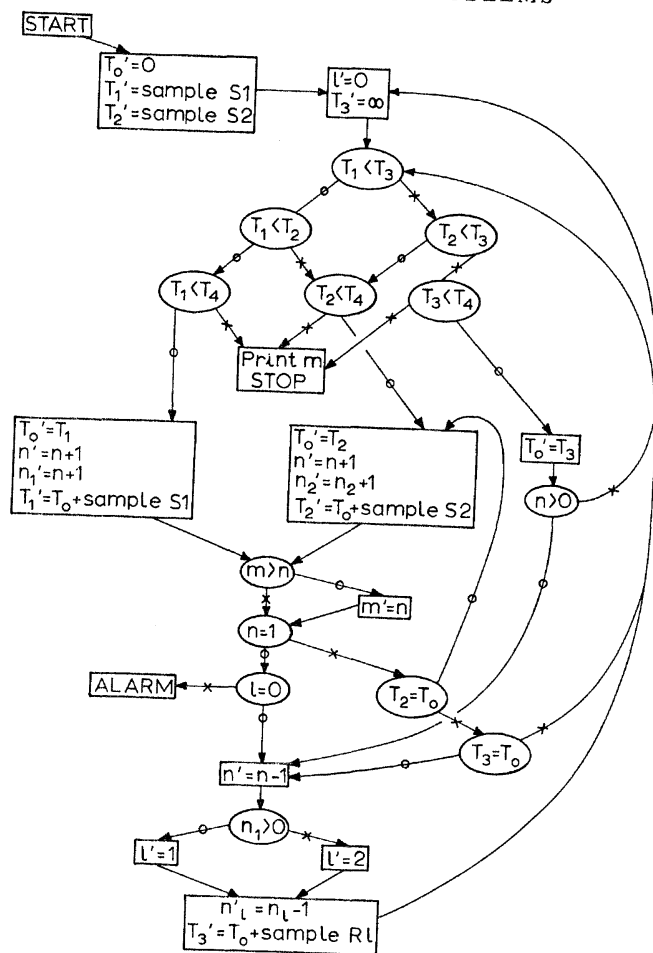 START
T₀'=0
T₁'=sample S1
T₂'=sample S2
l'=0
T₃'=∞
T₁<T₃
T₁<T₂
T₂<T₃
T₁<T₄
T₂<T₄
T₃<T₄
Print m
STOP
T₀'=T₁
n'=n+1
n₁'=n+1
T₁'=T₀+sample S1
T₀'=T₂
n'=n+1
n₂'=n₂+1
T₂'=T₀+sample S2
T₀'=T₃
n>0
m>n
m'=n
n=1
ALARM
l=0
T₂=T₀
T₃=T₀
n'=n-1
n₁>0
l'=1
l'=2
n'ₗ=nₗ-1
T₃'=T₀+sample Rl